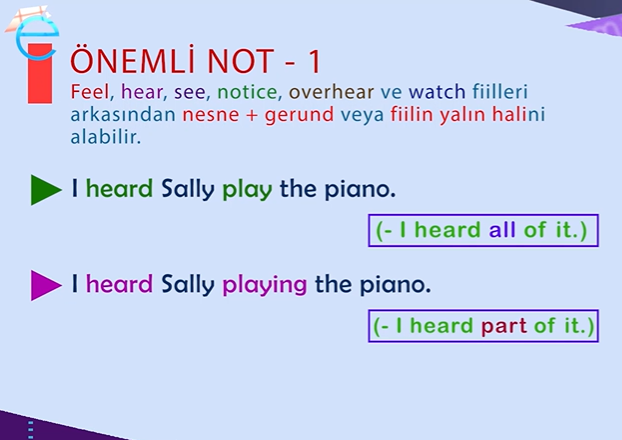 ÖNEMLİ NOT - 1
Feel, hear, see, notice, overhear ve watch fiilleri
arkasından nesne + gerund veya fiilin yalın halini
alabilir.
I heard Sally play the piano.
(- I heard all of it.)
I heard Sally playing the piano.
(- I heard part of it.)